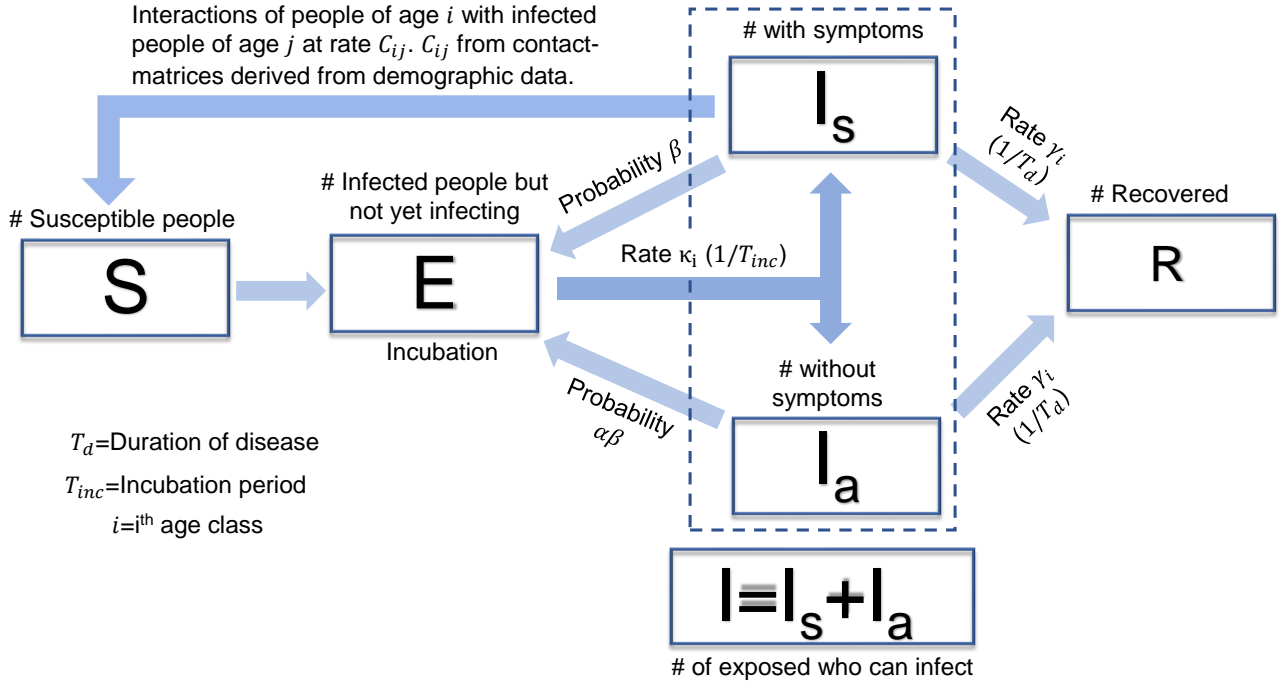 Interactions of people of age 𝑖 with infected
people of age 𝑗 at rate 𝐶𝑖𝑗. 𝐶𝑖𝑗 from contact-
matrices derived from demographic data.
# with symptoms
Is
Rate γi
(1/Td)
Probability β
# Infected people but
not yet infecting
# Susceptible people
S
E
Rate κi (1/Tinc)
# Recovered
R
Incubation
# without
symptoms
Ia
Probability
αβ
Rate γi
(1/Td)
Td=Duration of disease
Tinc=Incubation period
i=ith age class
I≡Is+Ia
# of exposed who can infect